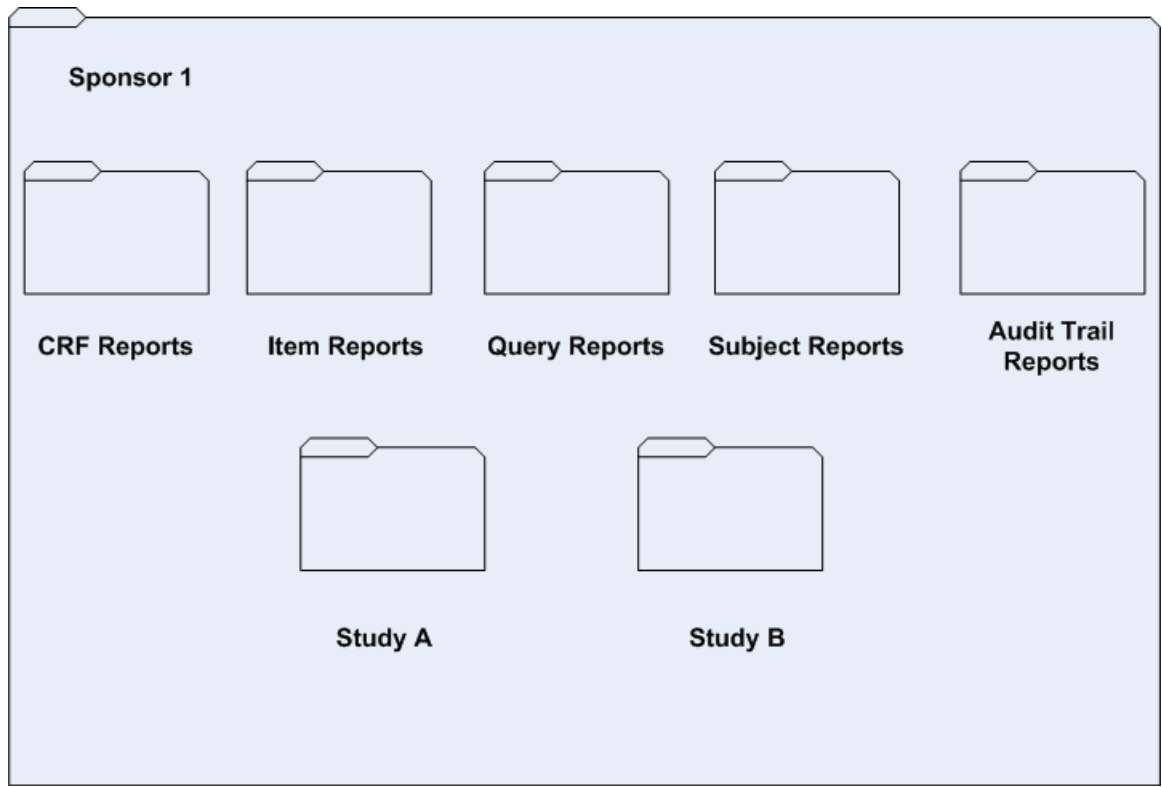 Sponsor 1
CRF Reports
Item Reports
Query Reports
Subject Reports
Audit Trail
Reports
Study A
Study B